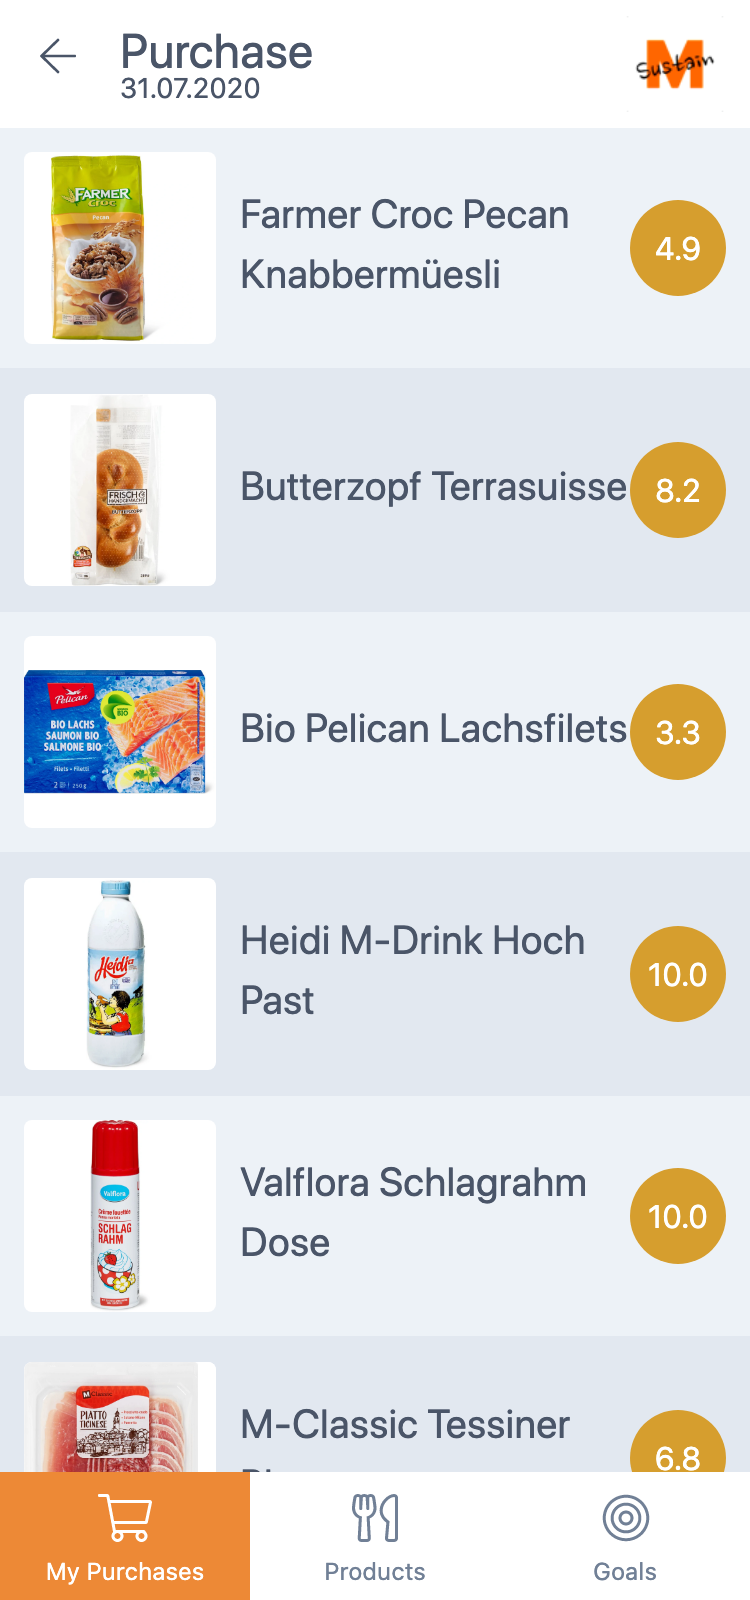 Purchase
31.07.2020
Sustain
M
FARMER
CROC
Pecan
Farmer Croc Pecan
Knabbermüesli
4.9
FRISCH &
HANDGEMACHT
BUTTERZOPF
Butterzopf Terrasuisse
8.2
Pelican
BIO
BIO LACHS
SAUMON BIO
SALMONE BIO
Filets • Filetti
250g
Bio Pelican Lachsfilets
3.3
Heidi
Heidi M-Drink Hoch
Past
10.0
Valflora
SCHLAG
RAHM
Valflora Schlagrahm
Dose
10.0
M Classic
PIATTO
TICINESE
M-Classic Tessiner
6.8
My Purchases
Products
Goals